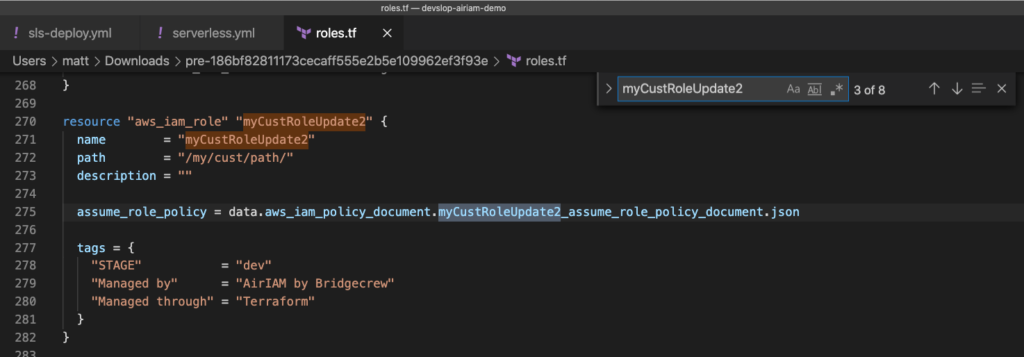 roles.tf — devslop-airiam-demo
! sls-deploy.yml ! serverless.yml roles.tf ×
Users > matt > Downloads > pre-186bf82811173cecaff555e2b5e109962ef3f93e > roles.tf
myCustRoleUpdate2 Aa Abl .* 3 of 8
268 }
269
270 resource "aws_iam_role" "myCustRoleUpdate2" {
271 name = "myCustRoleUpdate2"
272 path = "/my/cust/path/"
273 description = ""
274
275 assume_role_policy = data.aws_iam_policy_document.myCustRoleUpdate2_assume_role_policy_document.json
276
277 tags = {
278 "STAGE" = "dev"
279 "Managed by" = "AirIAM by Bridgecrew"
280 "Managed through" = "Terraform"
281 }
282 }
283